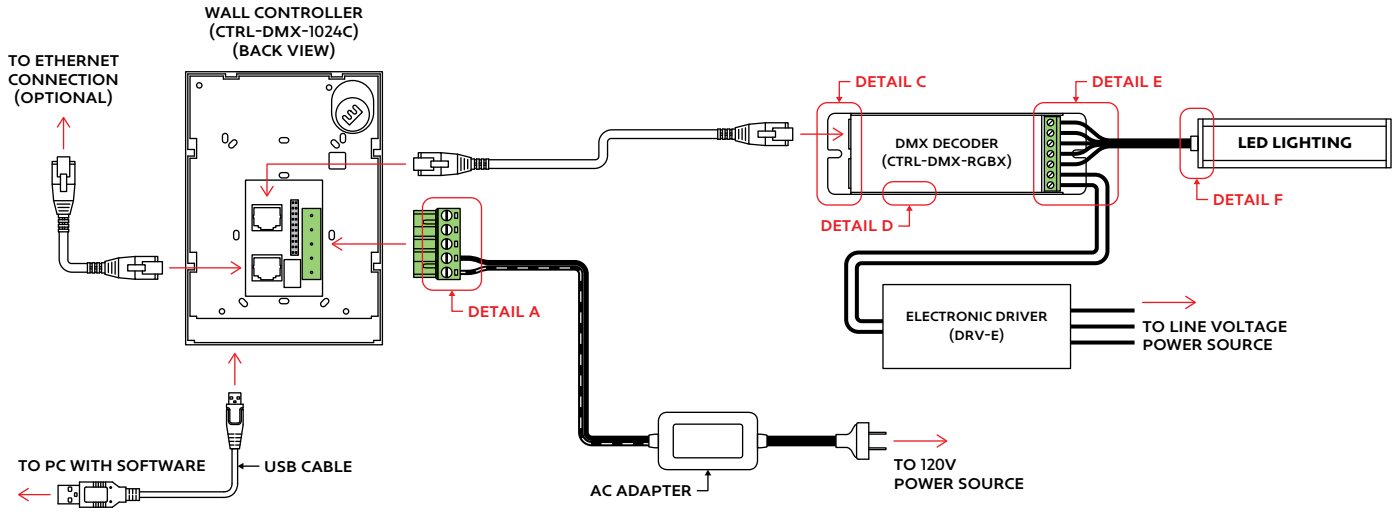 WALL CONTROLLER
(CTRL-DMX-1024C)
(BACK VIEW)
TO ETHERNET
CONNECTION
(OPTIONAL)
DETAIL C
DETAIL E
DMX DECODER
(CTRL-DMX-RGBX)
LED LIGHTING
DETAIL D
DETAIL F
DETAIL A
ELECTRONIC DRIVER
(DRV-E)
TO LINE VOLTAGE
POWER SOURCE
TO PC WITH SOFTWARE
USB CABLE
AC ADAPTER
TO 120V
POWER SOURCE